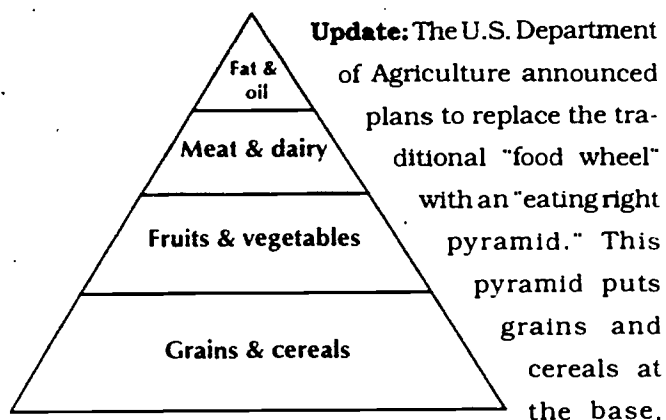 Fat &
oil
Meat & dairy
Fruits & vegetables
Grains & cereals
Update: The U.S. Department
of Agriculture announced
plans to replace the tra-
ditional "food wheel"
with an "eating right
pyramid." This
pyramid puts
grains and
cereals at
the base,